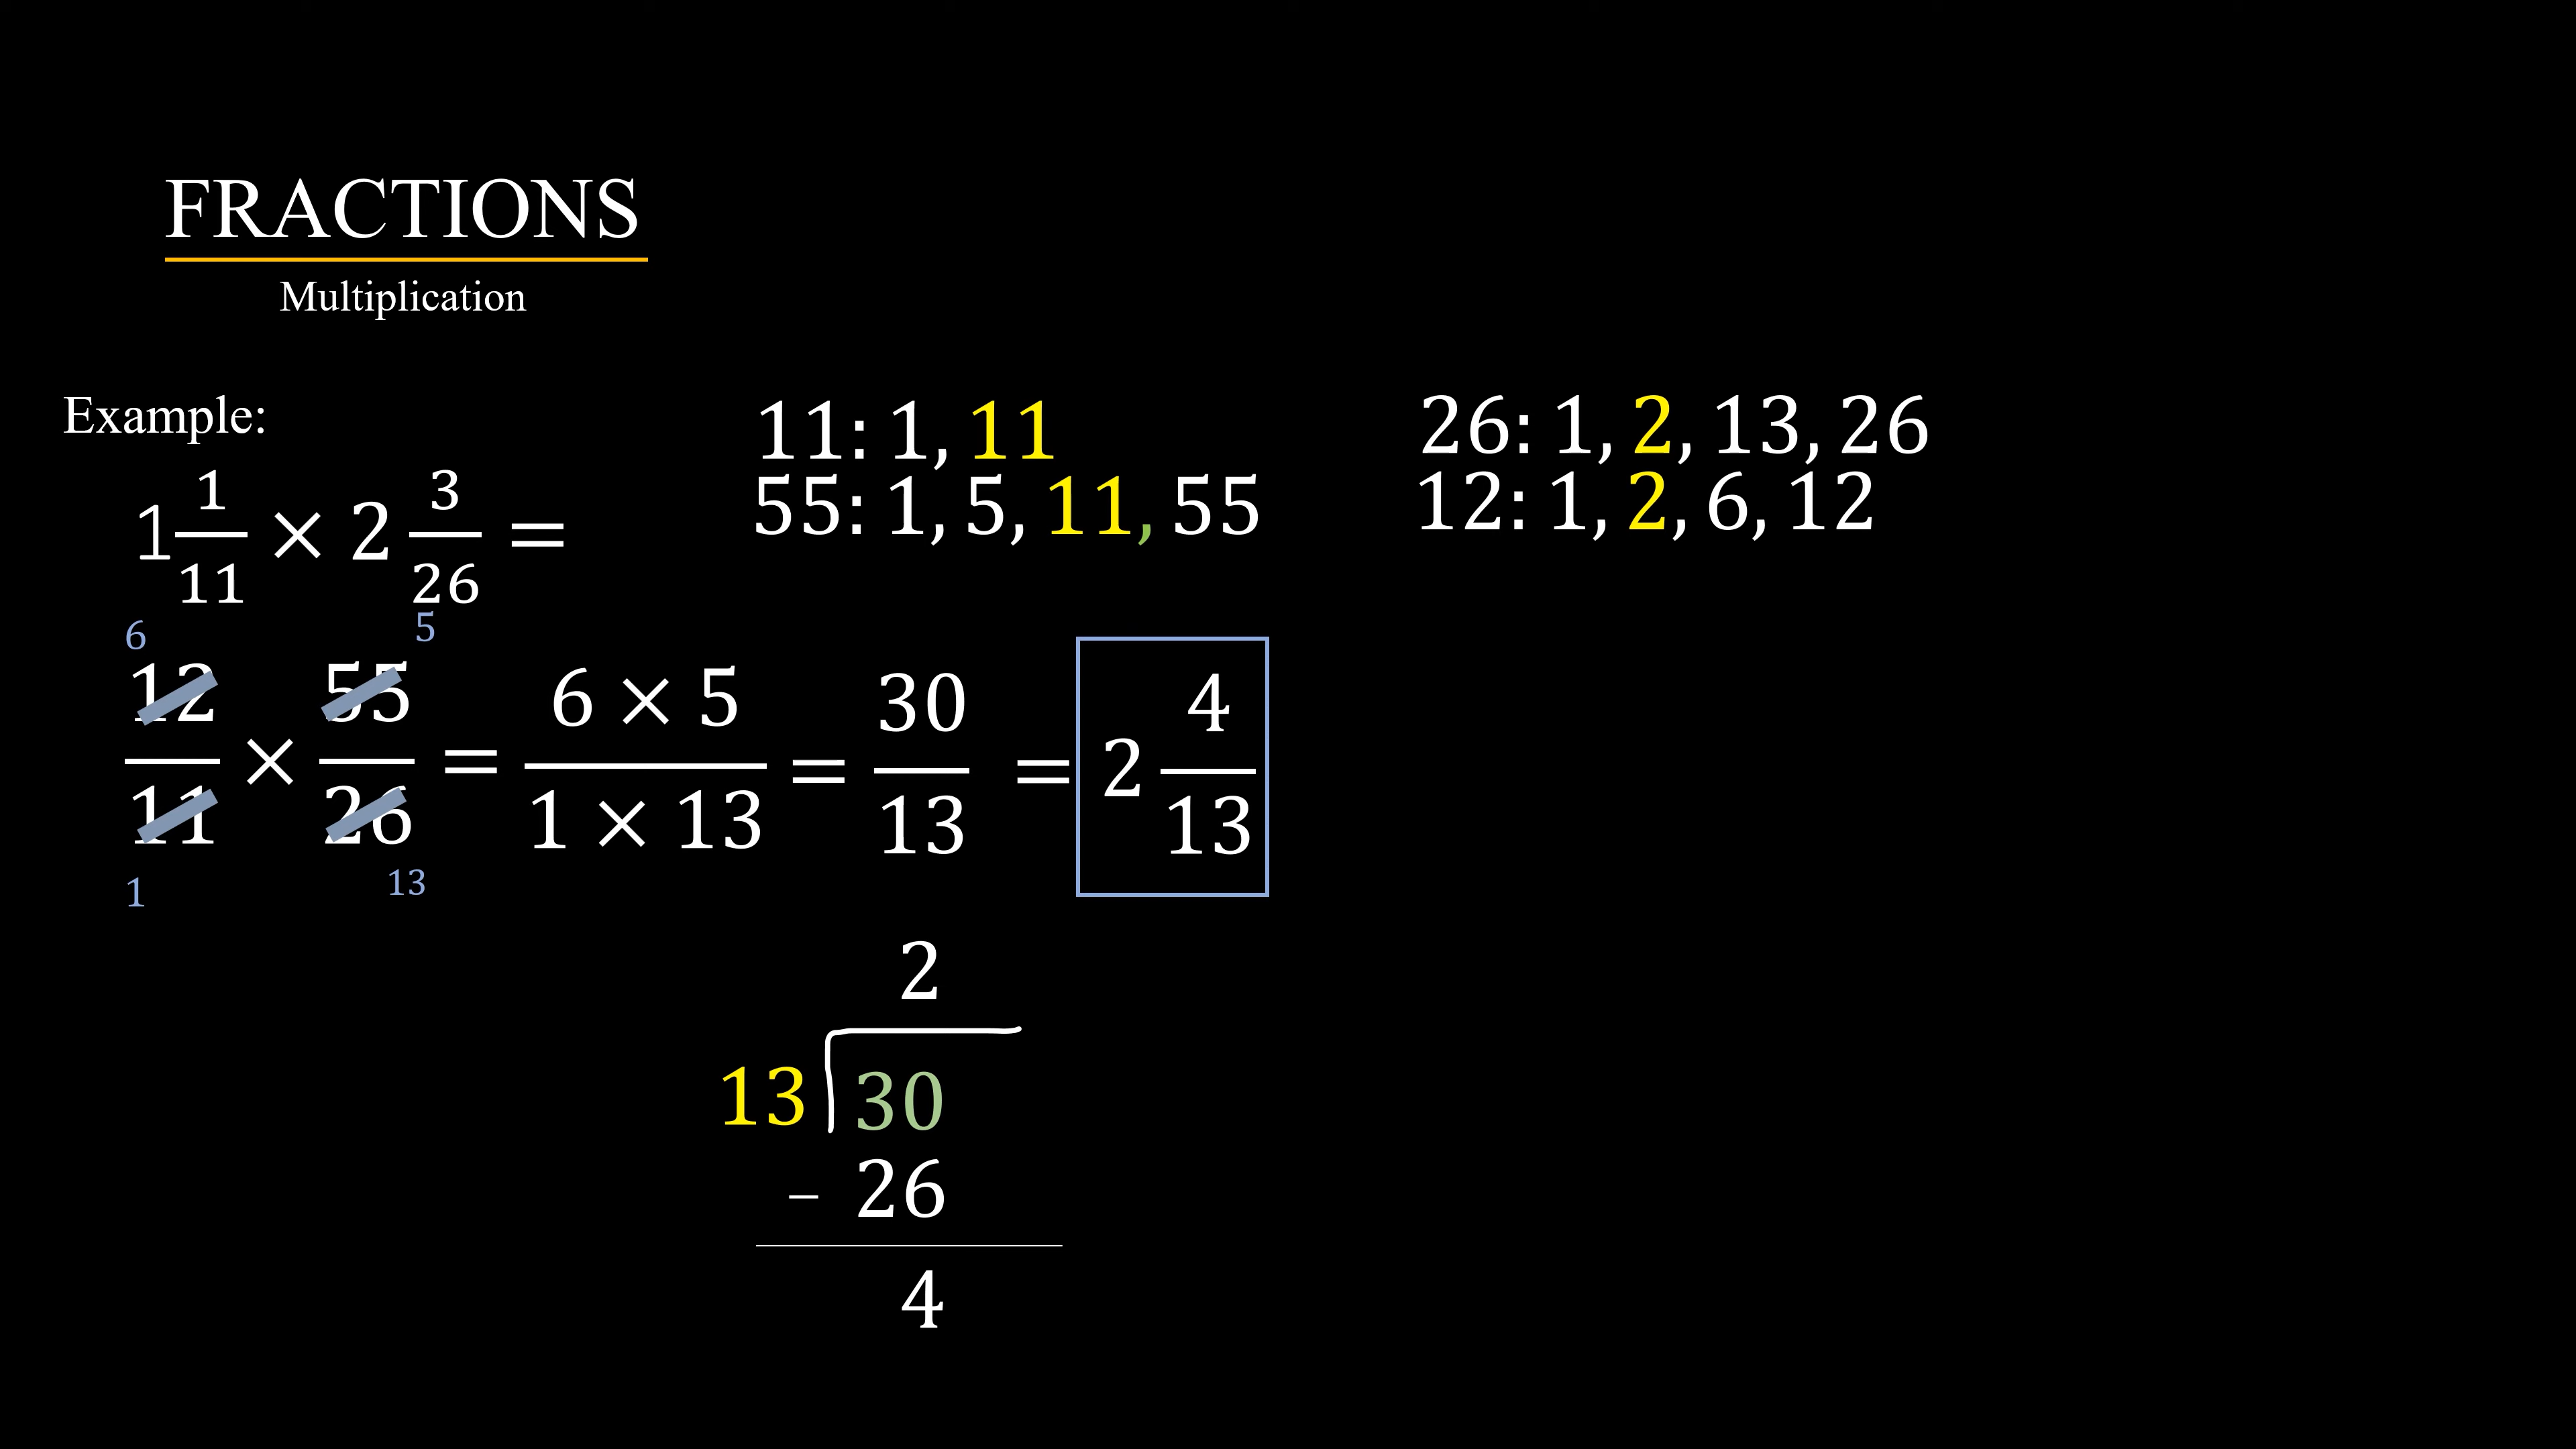 FRACTIONS
Multiplication
Example:
1 1/11 × 2 3/26 =
11: 1, 11
55: 1, 5, 11, 55
26: 1, 2, 13, 26
12: 1, 2, 6, 12
6 5
12/11 × 55/26 = 6 × 5/1 × 13 = 30/13 = 2 4/13
1 13
2
13 30
– 26
4